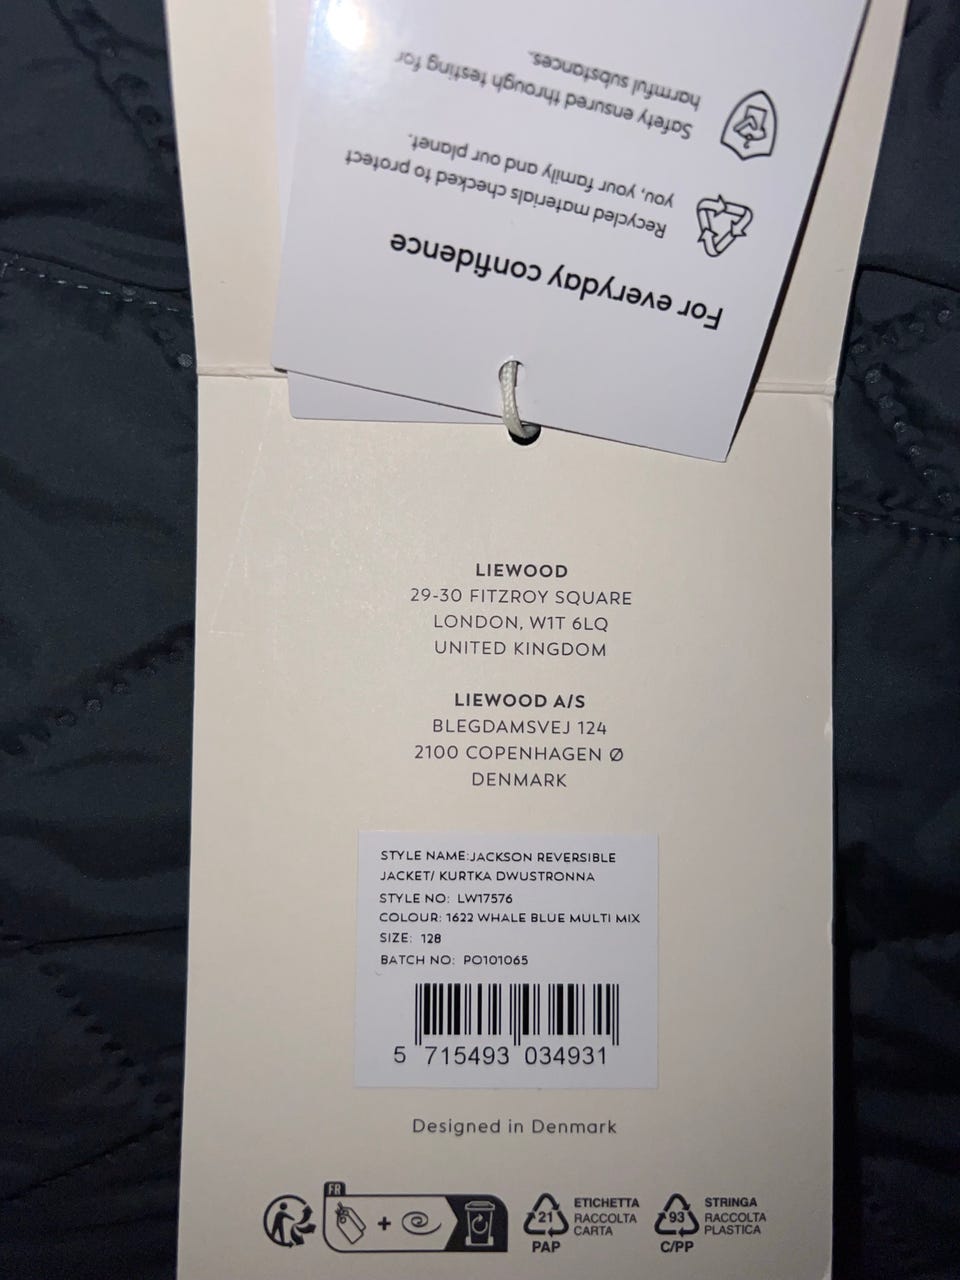 For everyday confidence
Recycled materials checked to protect
you, your family and our planet.
Safety ensured through testing for
harmful substances.
LIEWOOD
29-30 FITZROY SQUARE
LONDON, W1T 6LQ
UNITED KINGDOM
LIEWOOD A/S
BLEGDAMSVEJ 124
2100 COPENHAGEN Ø
DENMARK
STYLE NAME:JACKSON REVERSIBLE
JACKET/ KURTKA DWUSTRONNA
STYLE NO: LW17576
COLOUR: 1622 WHALE BLUE MULTI MIX
SIZE: 128
BATCH NO: PO101065
5 715493 034931
Designed in Denmark
FR
+
21
PAP
ETICHETTA
RACCOLTA
CARTA
93
C/PP
STRINGA
RACCOLTA
PLASTICA